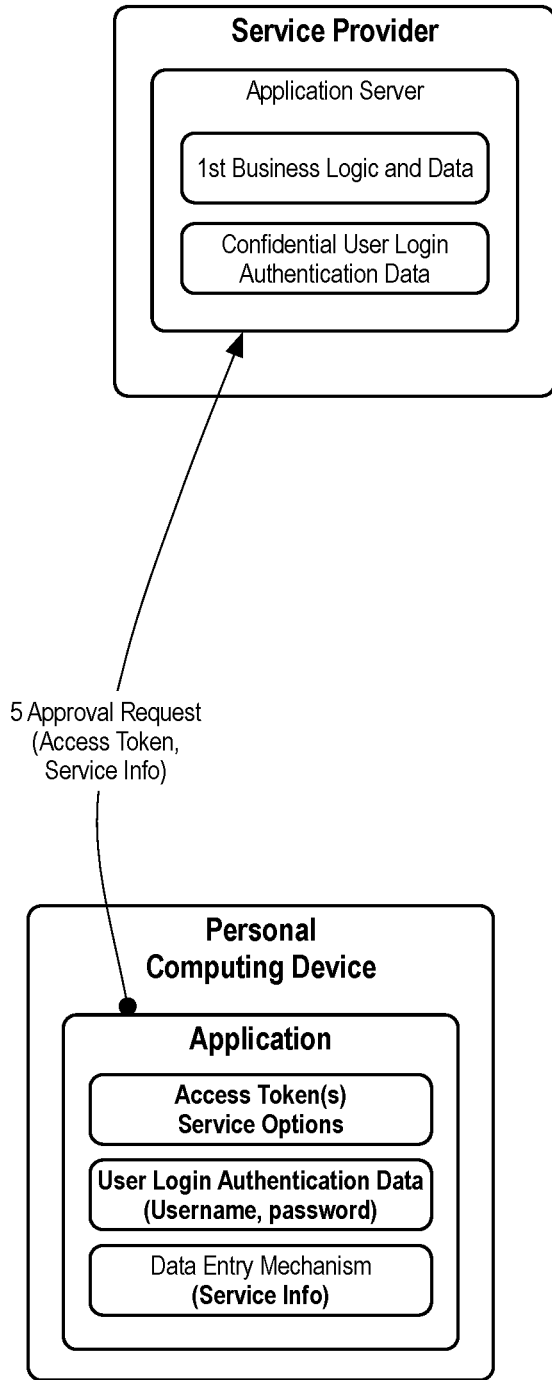 Service Provider
Application Server
1st Business Logic and Data
Confidential User Login
Authentication Data
5 Approval Request
(Access Token,
Service Info)
Personal
Computing Device
Application
Access Token(s)
Service Options
User Login Authentication Data
(Username, password)
Data Entry Mechanism
(Service Info)